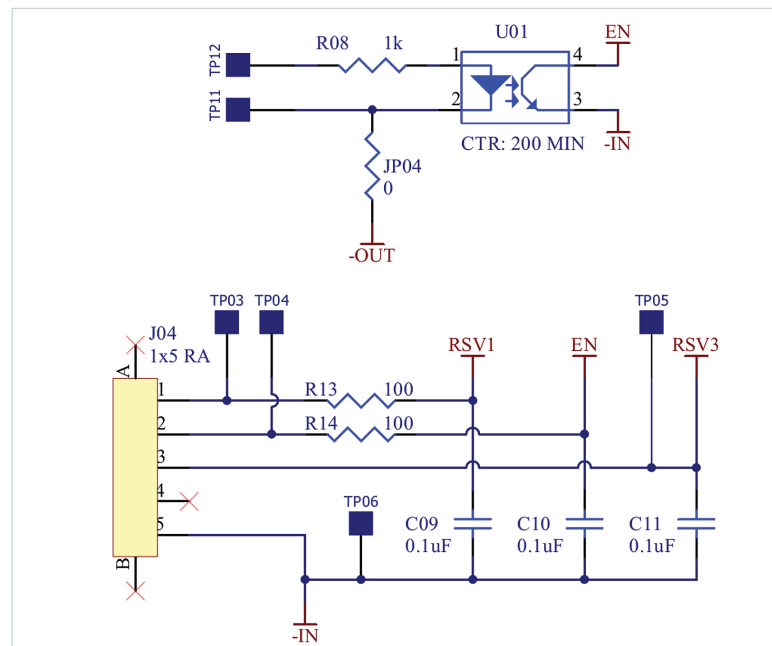 U01
EN
TP12
R08 1k
1
4
TP11
2
3
CTR: 200 MIN
-IN
JP04
0
-OUT
TP03
TP04
TP05
J04
1x5 RA
RSV1
EN
RSV3
A
1
R13 100
2
R14 100
3
4
TP06
5
C09
0.1uF
C10
0.1uF
C11
0.1uF
B
-IN